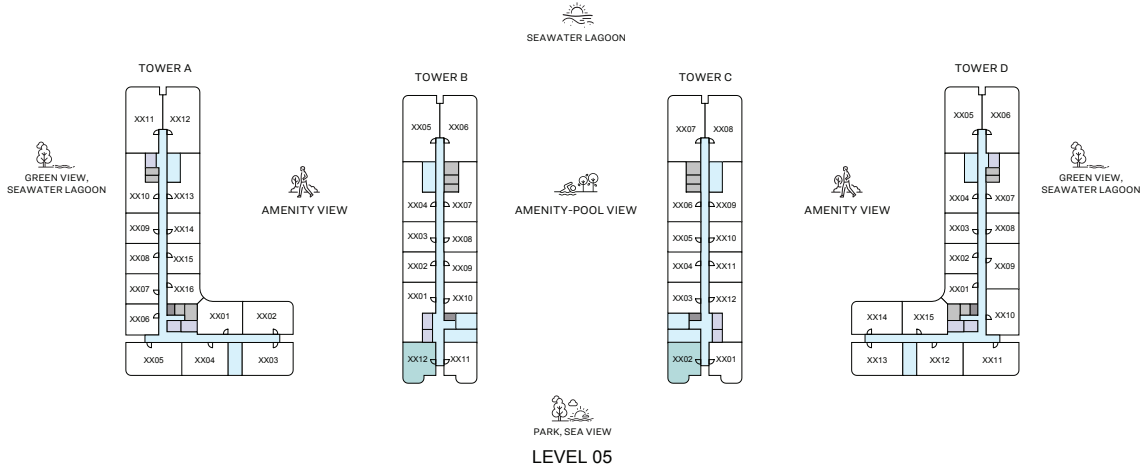 SEAWATER LAGOON
TOWER A
TOWER B
TOWER C
TOWER D
XX11 XX12
XX10 XX13
XX09 XX14
XX08 XX15
XX07 XX16
XX06 XX01 XX02
XX05 XX04 XX03
XX05 XX06
XX04 XX07
XX03 XX08
XX02 XX09
XX01 XX10
XX12 XX11
XX07 XX08
XX06 XX09
XX05 XX10
XX04 XX11
XX03 XX12
XX02 XX01
XX05 XX06
XX04 XX07
XX03 XX08
XX02 XX09
XX01
XX10
XX14 XX15
XX13 XX12 XX11
GREEN VIEW,
SEAWATER LAGOON
AMENITY VIEW
AMENITY-POOL VIEW
AMENITY VIEW
GREEN VIEW,
SEAWATER LAGOON
PARK, SEA VIEW
LEVEL 05